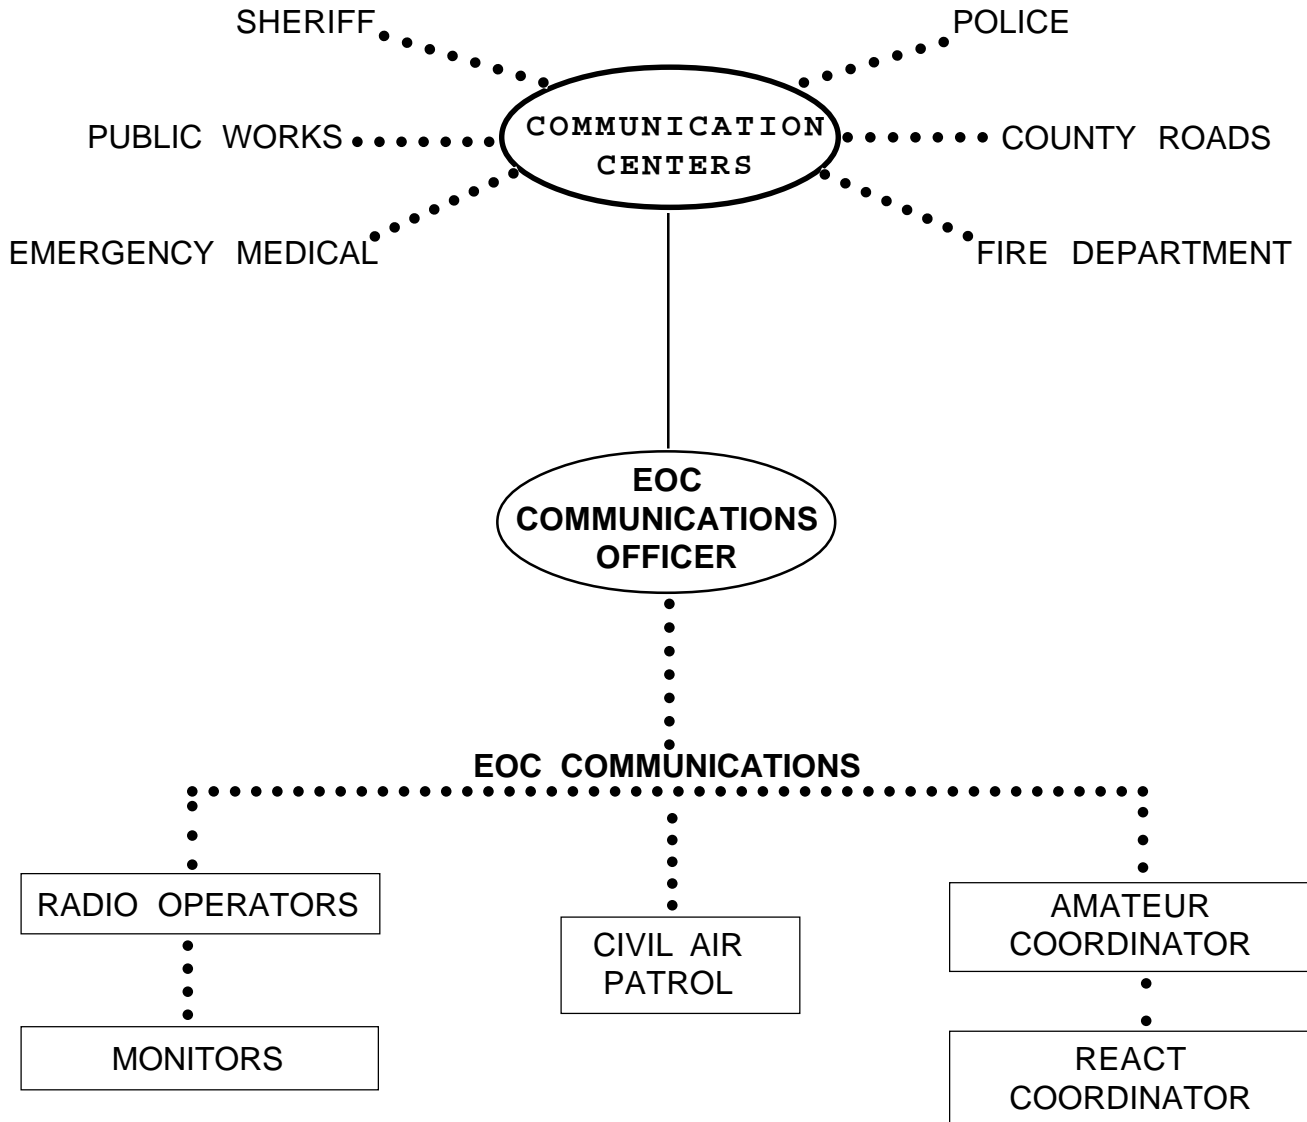 SHERIFF
POLICE
COMMUNICATION
CENTERS
PUBLIC WORKS
COUNTY ROADS
EMERGENCY MEDICAL
FIRE DEPARTMENT
EOC
COMMUNICATIONS
OFFICER
EOC COMMUNICATIONS
RADIO OPERATORS
CIVIL AIR
PATROL
AMATEUR
COORDINATOR
MONITORS
REACT
COORDINATOR